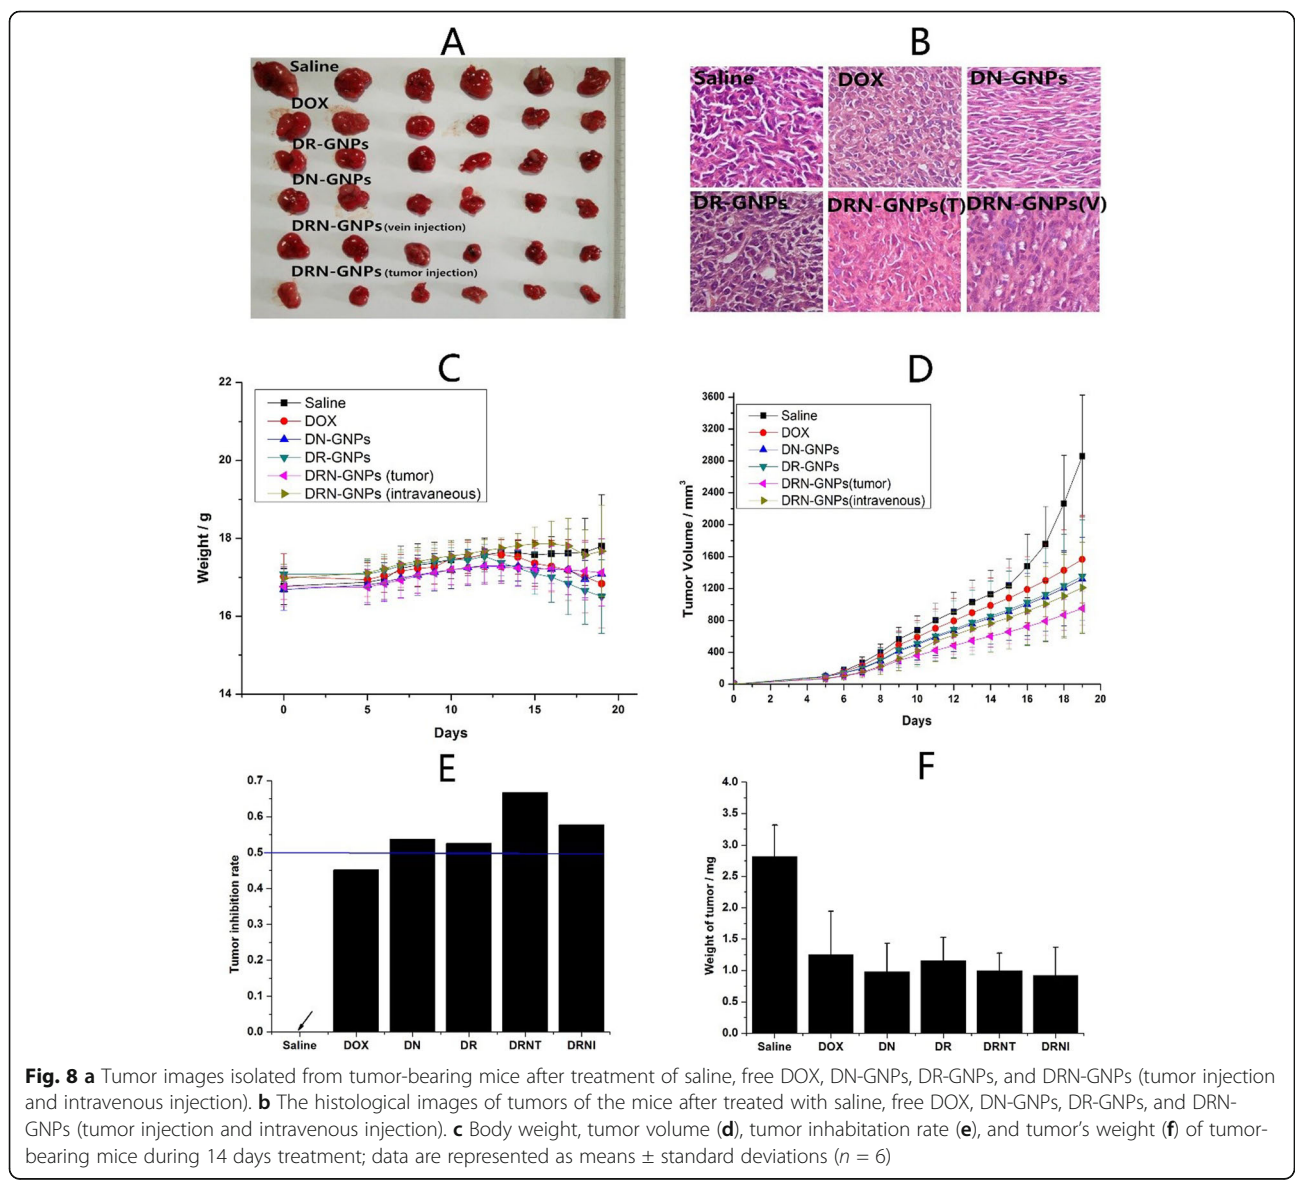 A
Saline
DOX
DR-GNPs
DN-GNPs
DRN-GNPs (vein injection)
DRN-GNPs (tumor injection)
B
Saline
DOX
DN-GNPs
DR-GNPs
DRN-GNPs(T)
DRN-GNPs(V)
C
22
20
18
16
14
Weight / g
Saline
DOX
DN-GNPs
DR-GNPs
DRN-GNPs (tumor)
DRN-GNPs (intravaneous)
0 5 10 15 20
Days
D
3600
3200
2800
2400
2000
1600
1200
800
400
0
Tumor Volume / mm³
Saline
DOX
DN-GNPs
DR-GNPs
DRN-GNPs(tumor)
DRN-GNPs(intravenous)
0 2 4 6 8 10 12 14 16 18 20
Days
E
0.7
0.6
0.5
0.4
0.3
0.2
0.1
0.0
Tumor inhibition rate
Saline DOX DN DR DRNT DRNI
F
4.0
3.5
3.0
2.5
2.0
1.5
1.0
0.5
0.0
Weight of tumor / mg
Saline DOX DN DR DRNT DRNI
Fig. 8 a Tumor images isolated from tumor-bearing mice after treatment of saline, free DOX, DN-GNPs, DR-GNPs, and DRN-GNPs (tumor injection
and intravenous injection). b The histological images of tumors of the mice after treated with saline, free DOX, DN-GNPs, DR-GNPs, and DRN-
GNPs (tumor injection and intravenous injection). c Body weight, tumor volume (d), tumor inhabitation rate (e), and tumor's weight (f) of tumor-
bearing mice during 14 days treatment; data are represented as means ± standard deviations (n = 6)